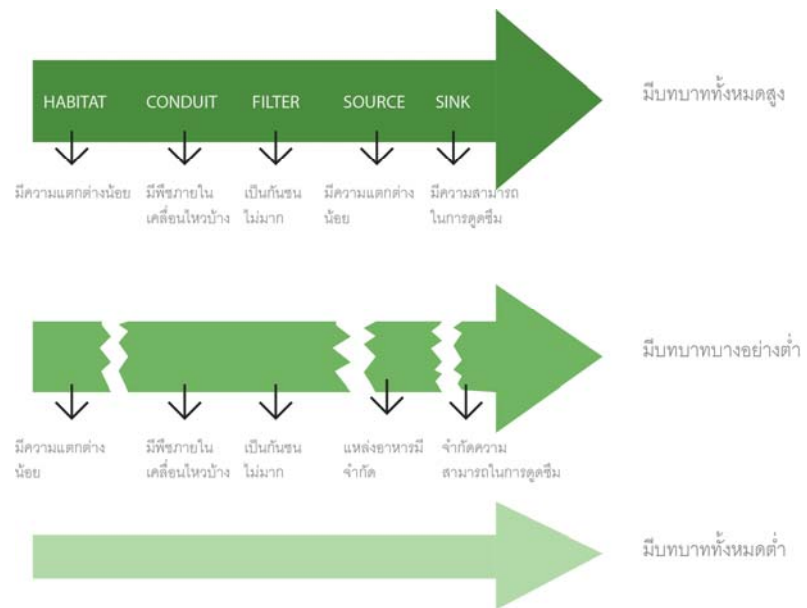 มีบทบาททั้งหมดสูง
HABITAT CONDUIT FILTER SOURCE SINK
มีความแตกต่างน้อย มีพืชภายใน เป็นกันชน มีความแตกต่าง มีความสามารถ
เคลื่อนไหวบ้าง ไม่มาก น้อย ในการดูดซึม
มีบทบาทบางอย่างต่ำ
มีความแตกต่าง มีพืชภายใน เป็นกันชน แหล่งอาหารมี จำกัดความ
น้อย เคลื่อนไหวบ้าง ไม่มาก จำกัด สามารถในการดูดซึม
มีบทบาททั้งหมดต่ำ